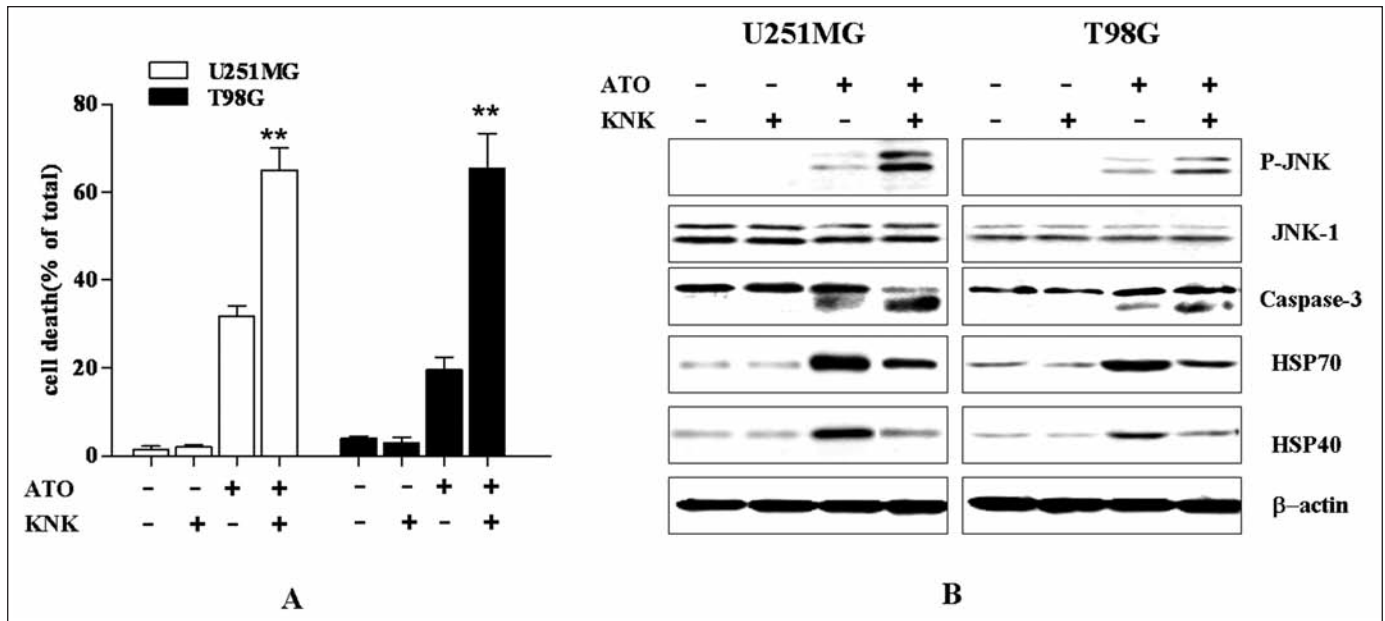 U251MG
T98G
cell death(% of total)
80
60
40
20
0
**
**
ATO - - + + - - + +
KNK - + - + - + - +
A
U251MG T98G
ATO - - + + - - + +
KNK - + - + - + - +
P-JNK
JNK-1
Caspase-3
HSP70
HSP40
β–actin
B